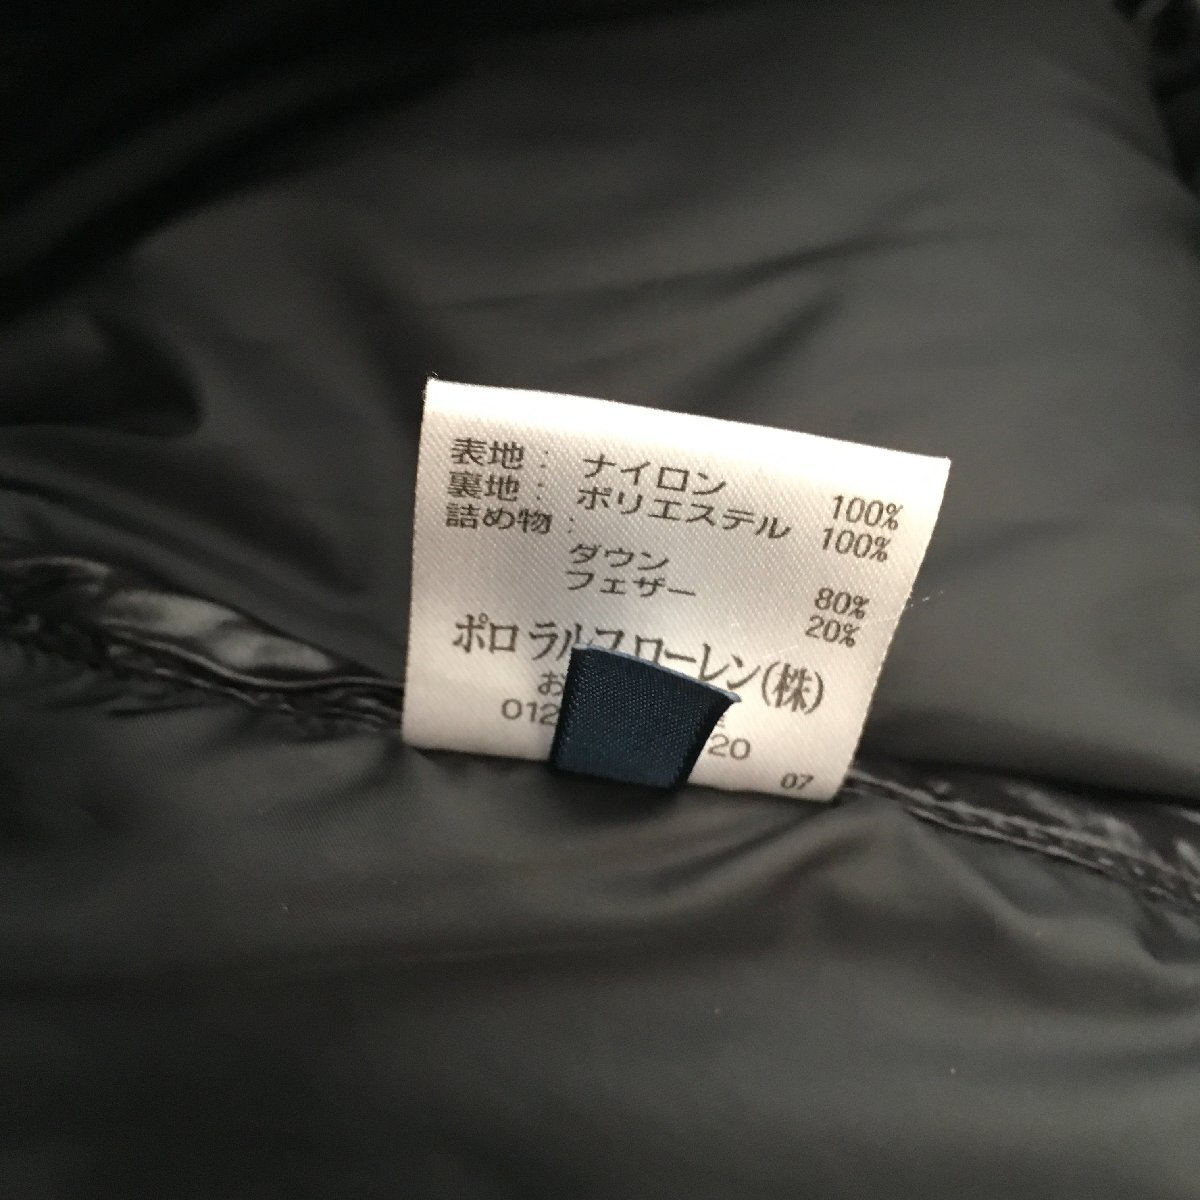 表地： ナイロン 100%
裏地： ポリエステル 100%
詰め物：
ダウン 80%
フェザー 20%
ポロ ラルフ ローレン(株)
お
012 20
07